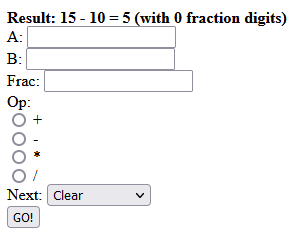 Result: 15 - 10 = 5 (with 0 fraction digits)
A:
B:
Frac:
Op:
+
-
*
/
Next: Clear
GO!